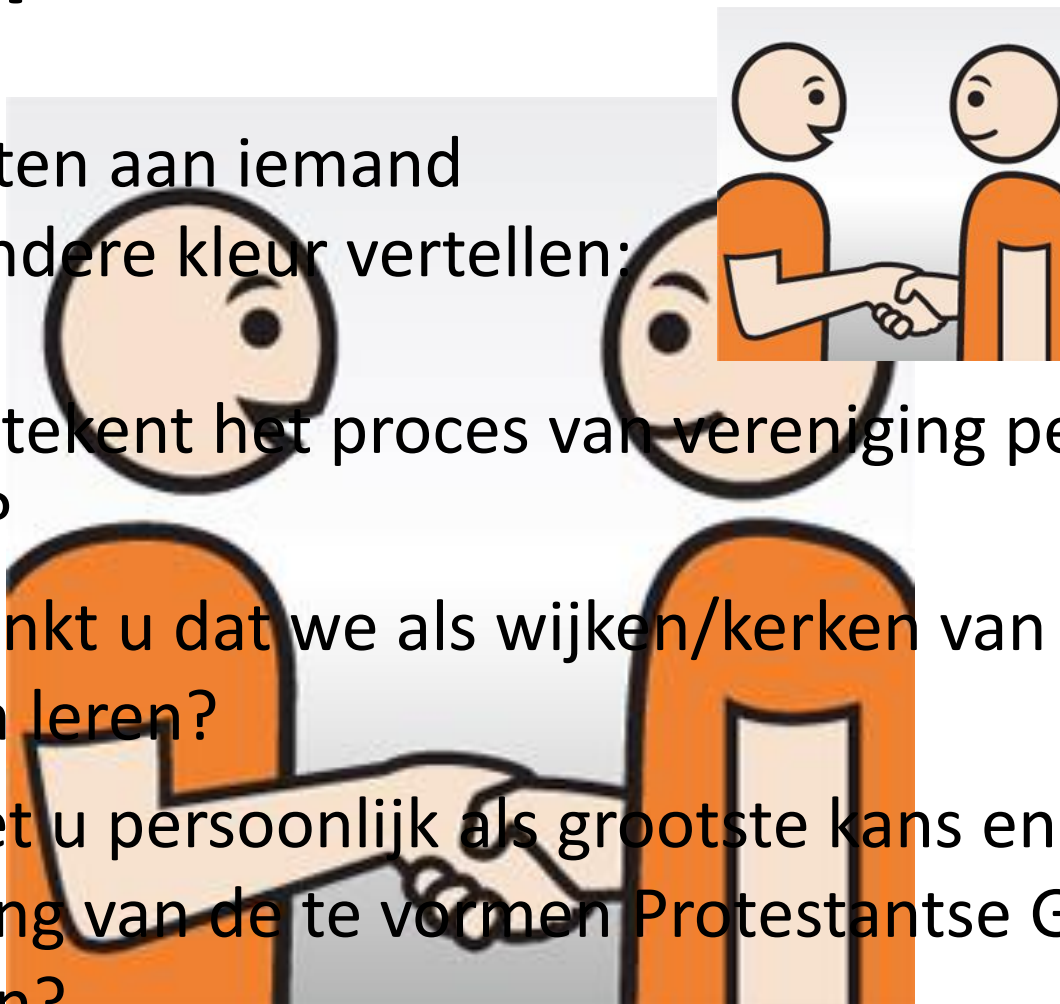 ten aan iemand
ndere kleur vertellen:
tekent het proces van vereniging pe
?
nkt u dat we als wijken/kerken van
n leren?
et u persoonlijk als grootste kans en
ng van de te vormen Protestantse G
n?